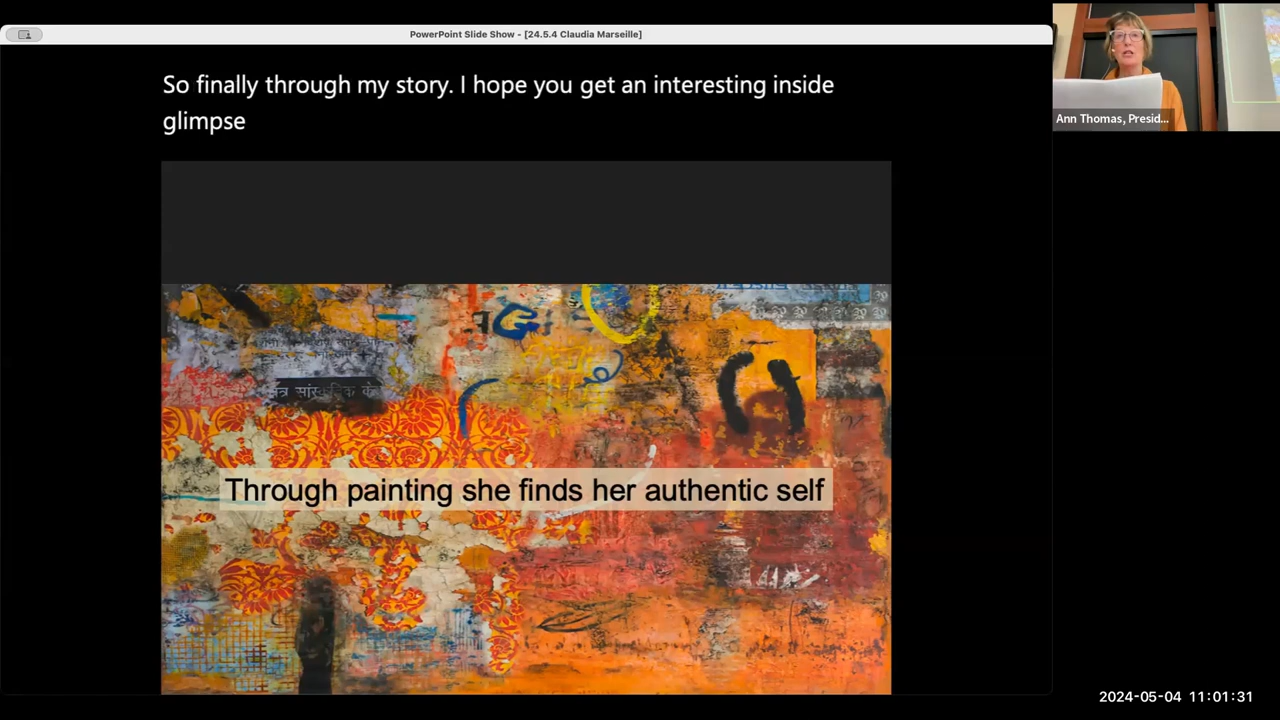 PowerPoint Slide Show - [24.5.4 Claudia Marseille]
So finally through my story. I hope you get an interesting inside
glimpse
Ann Thomas, Presid...
Through painting she finds her authentic self
2024-05-04 11:01:31